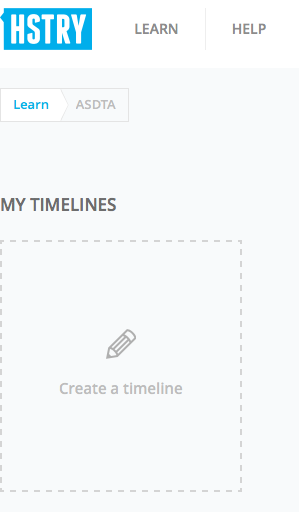 HSTRY LEARN HELP
Learn ASDTA
MY TIMELINES
Create a timeline